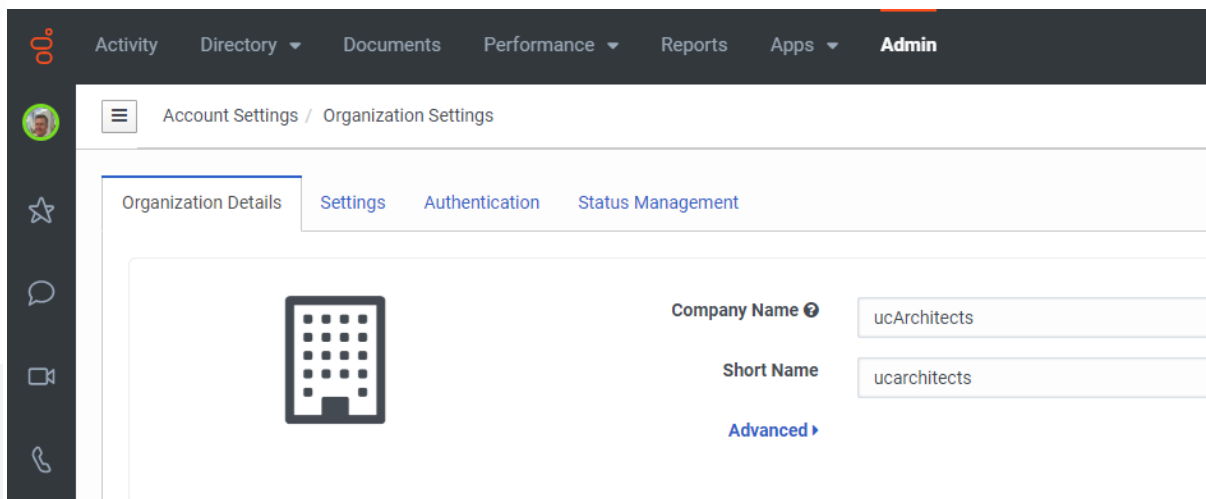 Activity Directory Documents Performance Reports Apps Admin
Account Settings / Organization Settings
Organization Details Settings Authentication Status Management
Company Name ucArchitects
Short Name ucarchitects
Advanced